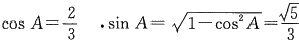 cos A=2/3 .sin A=√(1−cos²A)=√5/3